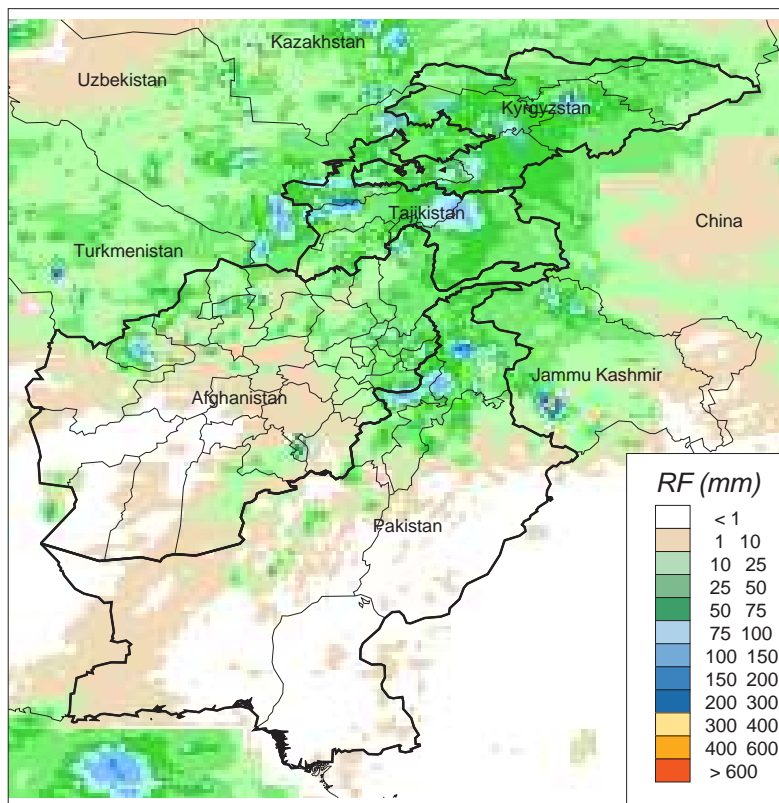 Kazakhstan
Uzbekistan
Kyrgyzstan
Tajikistan
China
Turkmenistan
Jammu Kashmir
Afghanistan
Pakistan
RF (mm)
< 1
1 10
10 25
25 50
50 75
75 100
100 150
150 200
200 300
300 400
400 600
> 600